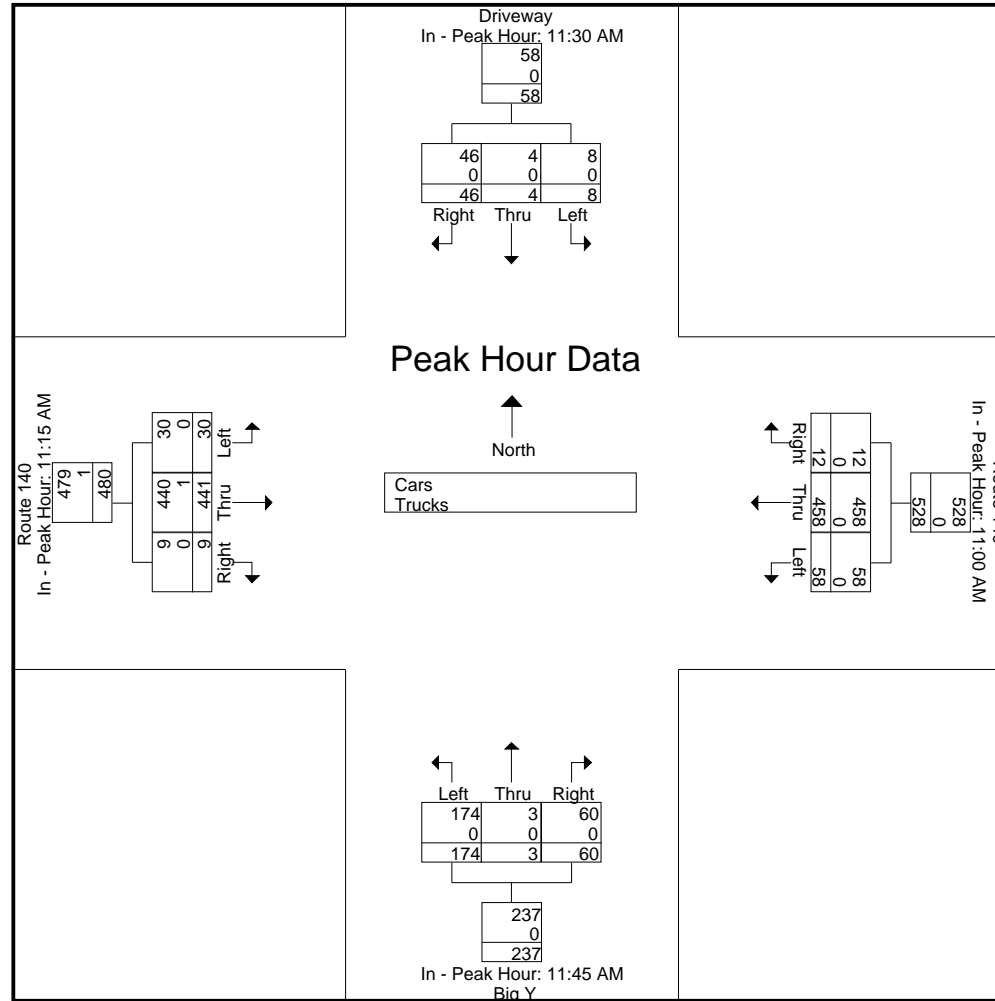 Driveway
In - Peak Hour: 11:30 AM
58
0
58
46 4 8
0 0 0
46 4 8
Right Thru Left
Peak Hour Data
North
Cars
Trucks
Route 140
In - Peak Hour: 11:15 AM
479
1
480
30 0 30
Left
440 1 441
Thru
9 0 9
Right
In - Peak Hour: 11:00 AM
528
0
528
Right
12 0 12
Thru
458 0 458
Left
58 0 58
Left Thru Right
174 3 60
0 0 0
174 3 60
237
0
237
In - Peak Hour: 11:45 AM
Big Y